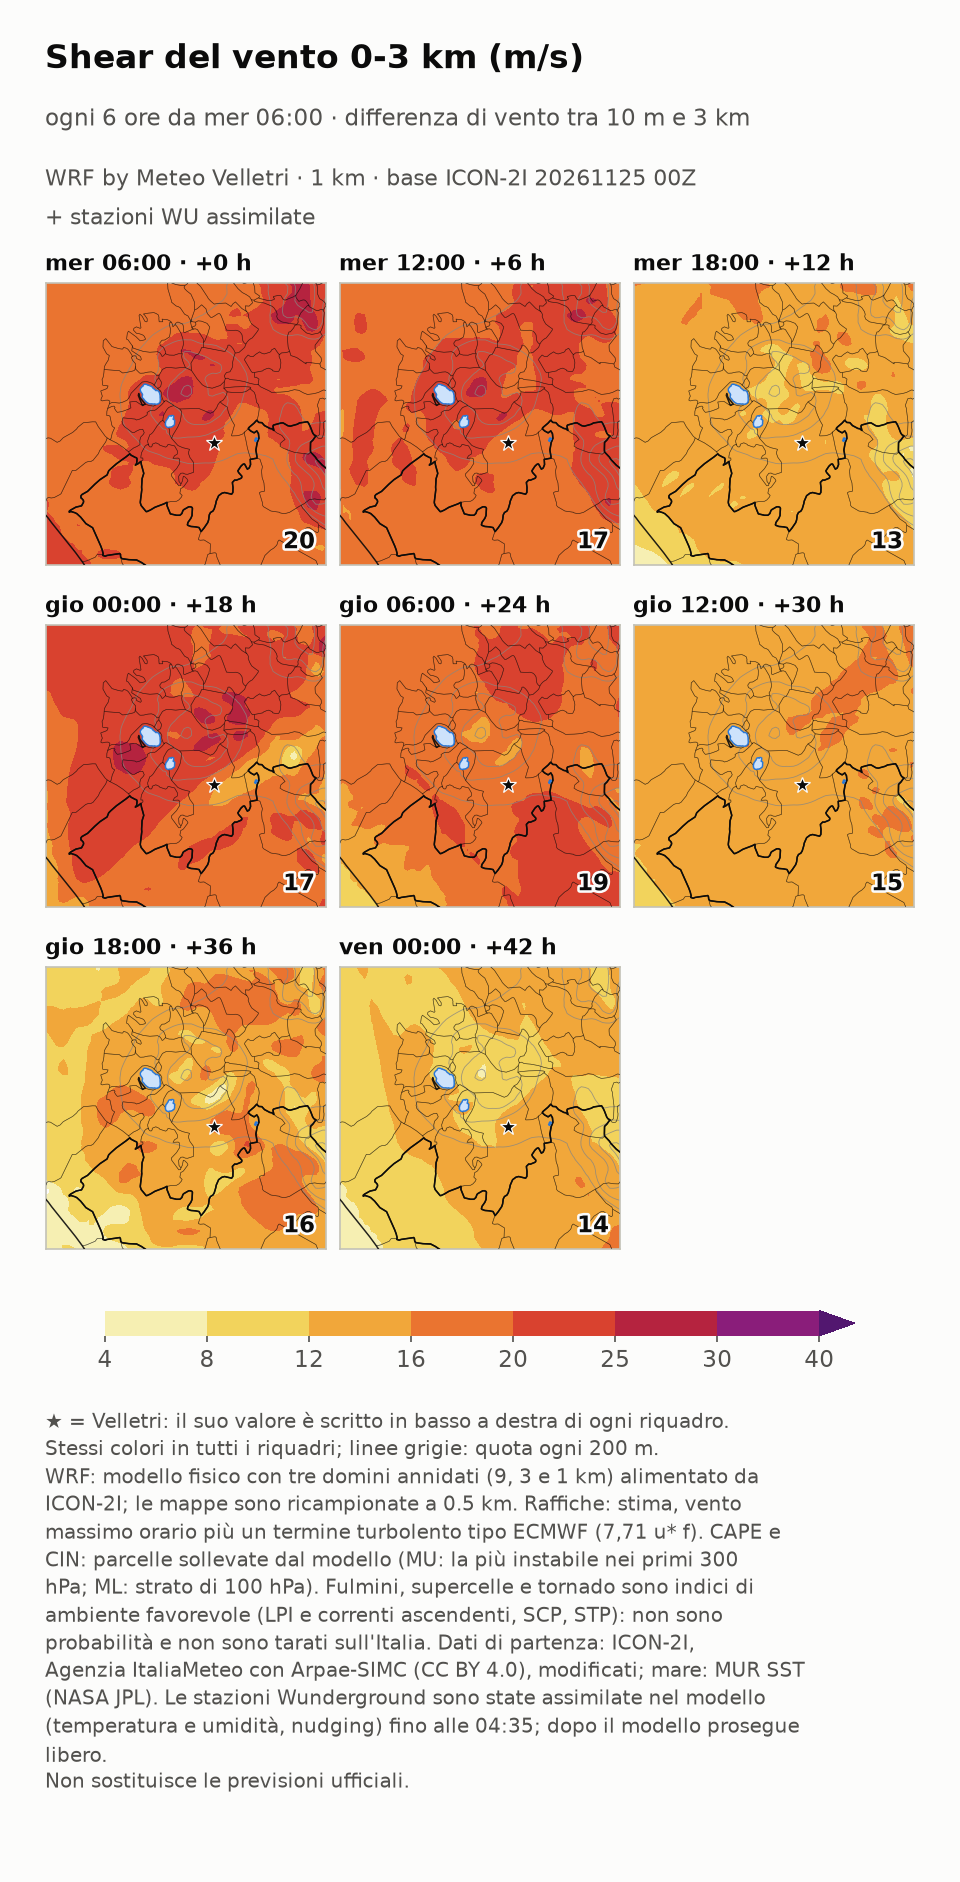 Shear del vento 0-3 km (m/s)
ogni 6 ore da mer 06:00 · differenza di vento tra 10 m e 3 km
WRF by Meteo Velletri · 1 km · base ICON-2I 20261125 00Z
+ stazioni WU assimilate
mer 06:00 · +0 h
mer 12:00 · +6 h
mer 18:00 · +12 h
20
17
13
gio 00:00 · +18 h
gio 06:00 · +24 h
gio 12:00 · +30 h
17
19
15
gio 18:00 · +36 h
ven 00:00 · +42 h
16
14
4 8 12 16 20 25 30 40
★ = Velletri: il suo valore è scritto in basso a destra di ogni riquadro.
Stessi colori in tutti i riquadri; linee grigie: quota ogni 200 m.
WRF: modello fisico con tre domini annidati (9, 3 e 1 km) alimentato da
ICON-2I; le mappe sono ricampionate a 0.5 km. Raffiche: stima, vento
massimo orario più un termine turbolento tipo ECMWF (7,71 u* f). CAPE e
CIN: parcelle sollevate dal modello (MU: la più instabile nei primi 300
hPa; ML: strato di 100 hPa). Fulmini, supercelle e tornado sono indici di
ambiente favorevole (LPI e correnti ascendenti, SCP, STP): non sono
probabilità e non sono tarati sull'Italia. Dati di partenza: ICON-2I,
Agenzia ItaliaMeteo con Arpae-SIMC (CC BY 4.0), modificati; mare: MUR SST
(NASA JPL). Le stazioni Wunderground sono state assimilate nel modello
(temperatura e umidità, nudging) fino alle 04:35; dopo il modello prosegue
libero.
Non sostituisce le previsioni ufficiali.